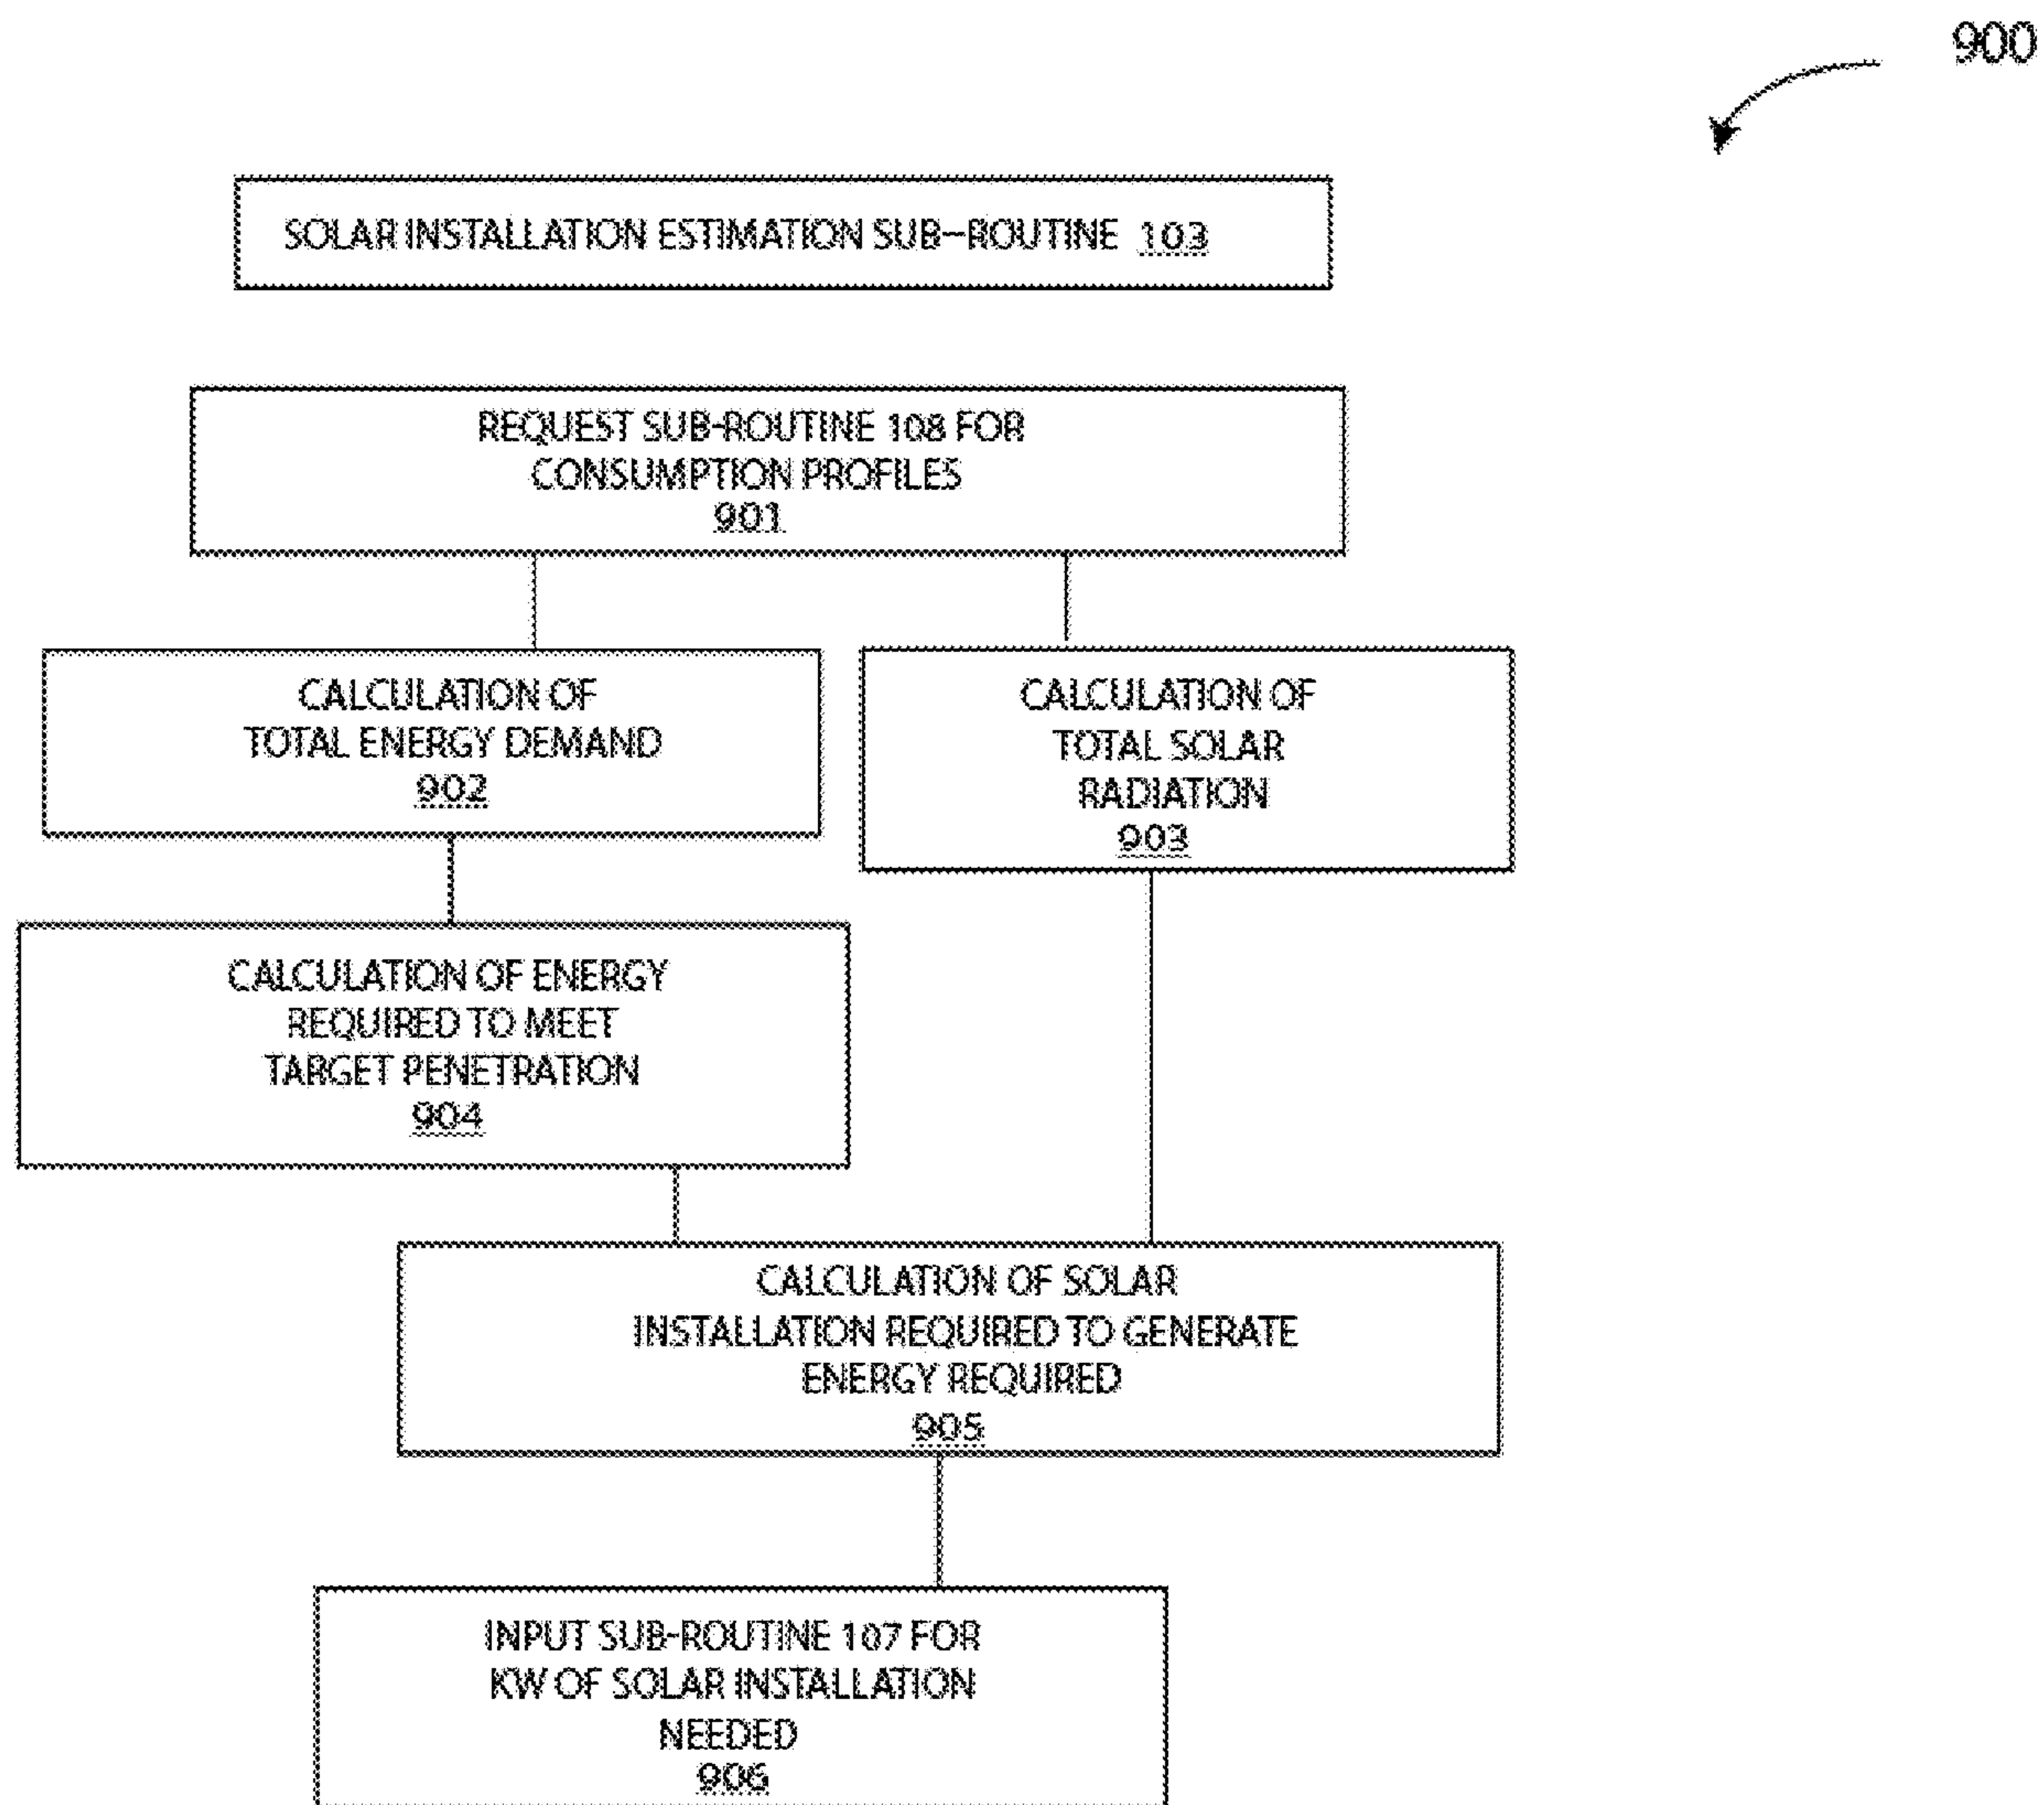 900
SOLAR INSTALLATION ESTIMATION SUB-ROUTINE 103
REQUEST SUB-ROUTINE 108 FOR
CONSUMPTION PROFILES
901
CALCULATION OF
TOTAL ENERGY DEMAND
902
CALCULATION OF
TOTAL SOLAR
RADIATION
903
CALCULATION OF ENERGY
REQUIRED TO MEET
TARGET PENETRATION
904
CALCULATION OF SOLAR
INSTALLATION REQUIRED TO GENERATE
ENERGY REQUIRED
905
INPUT SUB-ROUTINE 107 FOR
KW OF SOLAR INSTALLATION
NEEDED
906